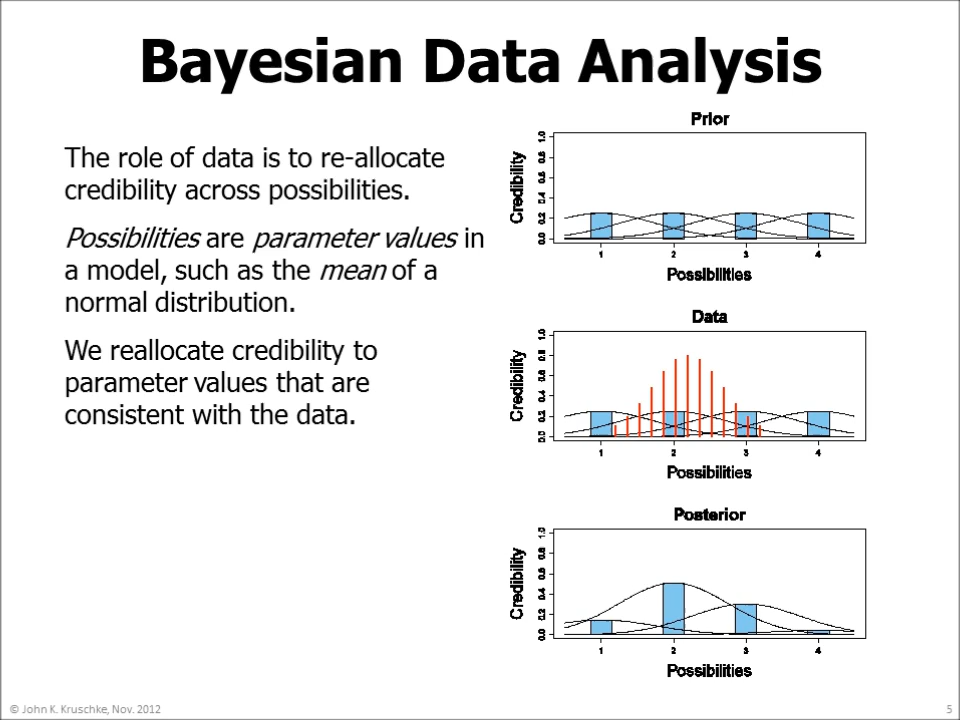 Bayesian Data Analysis
The role of data is to re-allocate
credibility across possibilities.
Possibilities are parameter values in
a model, such as the mean of a
normal distribution.
We reallocate credibility to
parameter values that are
consistent with the data.
Prior
Credibility
1.0
0.8
0.6
0.4
0.2
0.0
1 2 3 4
Possibilities
Data
Credibility
1.0
0.8
0.6
0.4
0.2
0.0
1 2 3 4
Possibilities
Posterior
Credibility
1.0
0.8
0.6
0.4
0.2
0.0
1 2 3 4
Possibilities
© John K. Kruschke, Nov. 2012
5